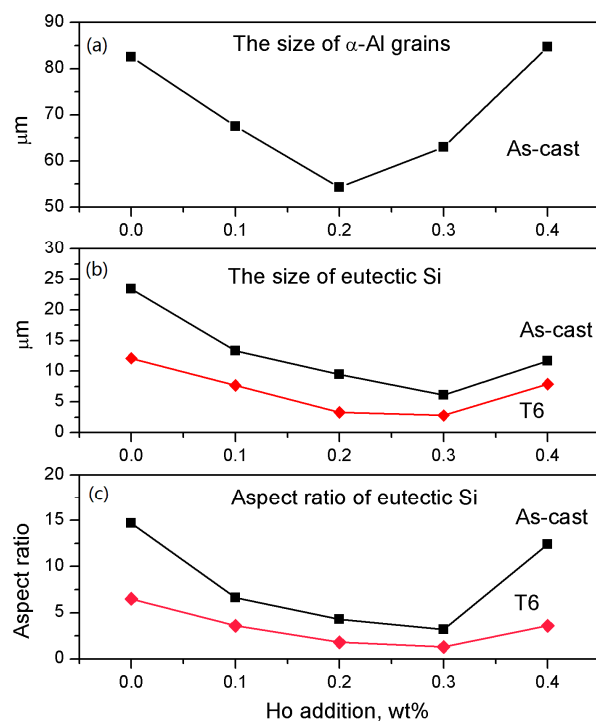 90
(a)
The size of α-Al grains
80
70
μm
60
As-cast
50
0.0 0.1 0.2 0.3 0.4
30
(b)
The size of eutectic Si
25
20
As-cast
μm
15
10
5
T6
0
0.0 0.1 0.2 0.3 0.4
20
(c)
Aspect ratio of eutectic Si
As-cast
15
Aspect ratio
10
T6
5
0
0.0 0.1 0.2 0.3 0.4
Ho addition, wt%